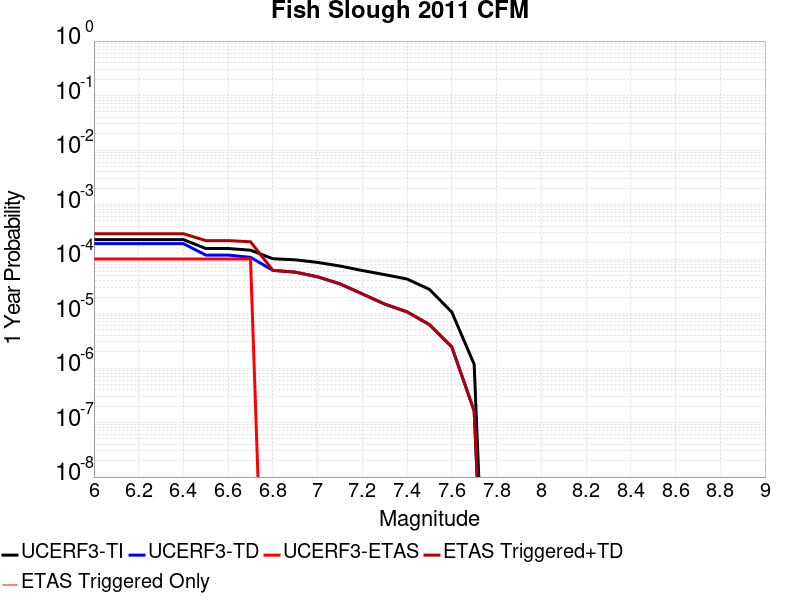 Fish Slough 2011 CFM
1 Year Probability
10^0
10^-1
10^-2
10^-3
10^-4
10^-5
10^-6
10^-7
10^-8
6 6.2 6.4 6.6 6.8 7 7.2 7.4 7.6 7.8 8 8.2 8.4 8.6 8.8 9
Magnitude
UCERF3-TI UCERF3-TD UCERF3-ETAS ETAS Triggered+TD
ETAS Triggered Only